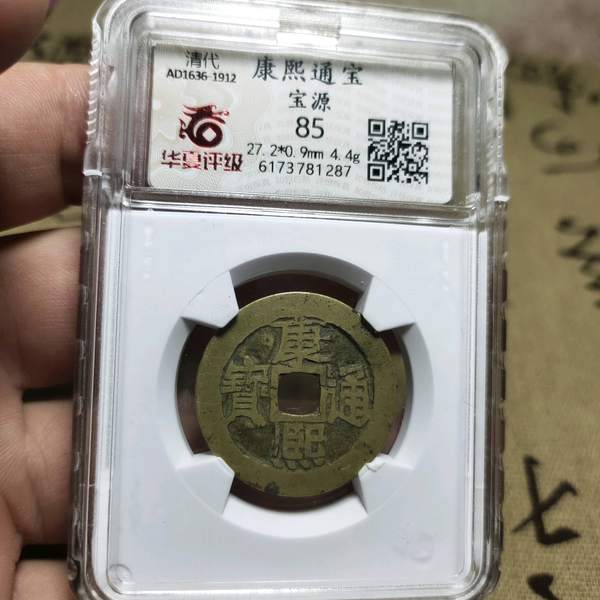 清代
AD1636-1912
康熙通宝
宝源
85
27.2*0.9mm 4.4g
6173781287
华夏评级
康熙通寶